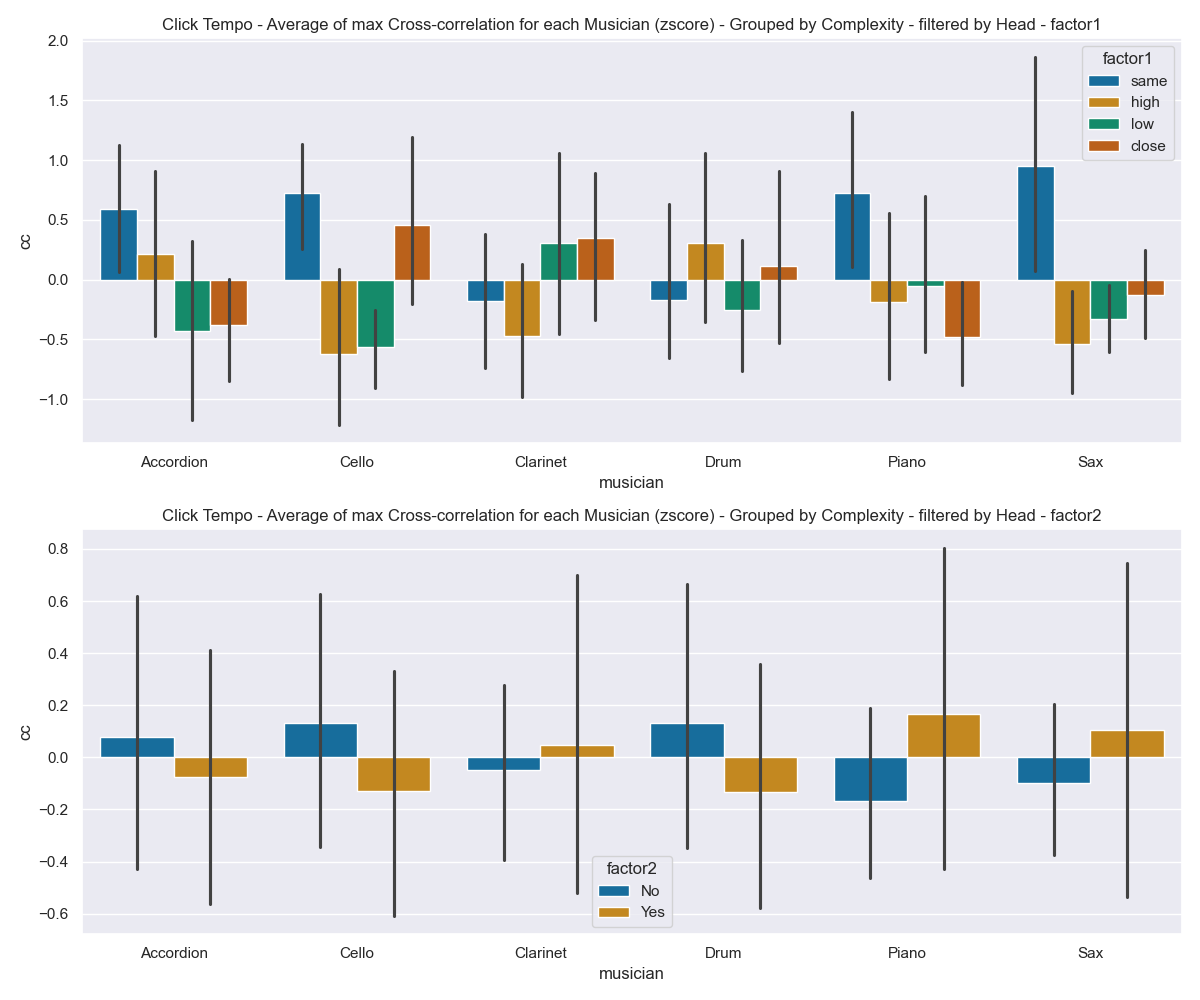 Click Tempo - Average of max Cross-correlation for each Musician (zscore) - Grouped by Complexity - filtered by Head - factor1
2.0
1.5
1.0
0.5
0.0
−0.5
−1.0
cc
factor1
same
high
low
close
Accordion
Cello
Clarinet
Drum
Piano
Sax
musician
Click Tempo - Average of max Cross-correlation for each Musician (zscore) - Grouped by Complexity - filtered by Head - factor2
0.8
0.6
0.4
0.2
0.0
−0.2
−0.4
−0.6
cc
factor2
No
Yes
Accordion
Cello
Clarinet
Drum
Piano
Sax
musician